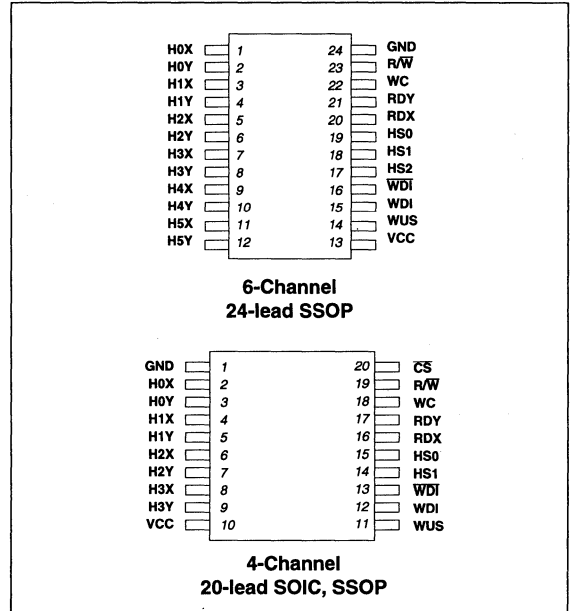 H0X 1 24 GND
H0Y 2 23 R/W̅
H1X 3 22 WC
H1Y 4 21 RDY
H2X 5 20 RDX
H2Y 6 19 HS0
H3X 7 18 HS1
H3Y 8 17 HS2
H4X 9 16 W̅D̅I̅
H4Y 10 15 WDI
H5X 11 14 WUS
H5Y 12 13 VCC
6-Channel
24-lead SSOP
GND 1 20 C̅S̅
H0X 2 19 R/W̅
H0Y 3 18 WC
H1X 4 17 RDY
H1Y 5 16 RDX
H2X 6 15 HS0
H2Y 7 14 HS1
H3X 8 13 W̅D̅I̅
H3Y 9 12 WDI
VCC 10 11 WUS
4-Channel
20-lead SOIC, SSOP